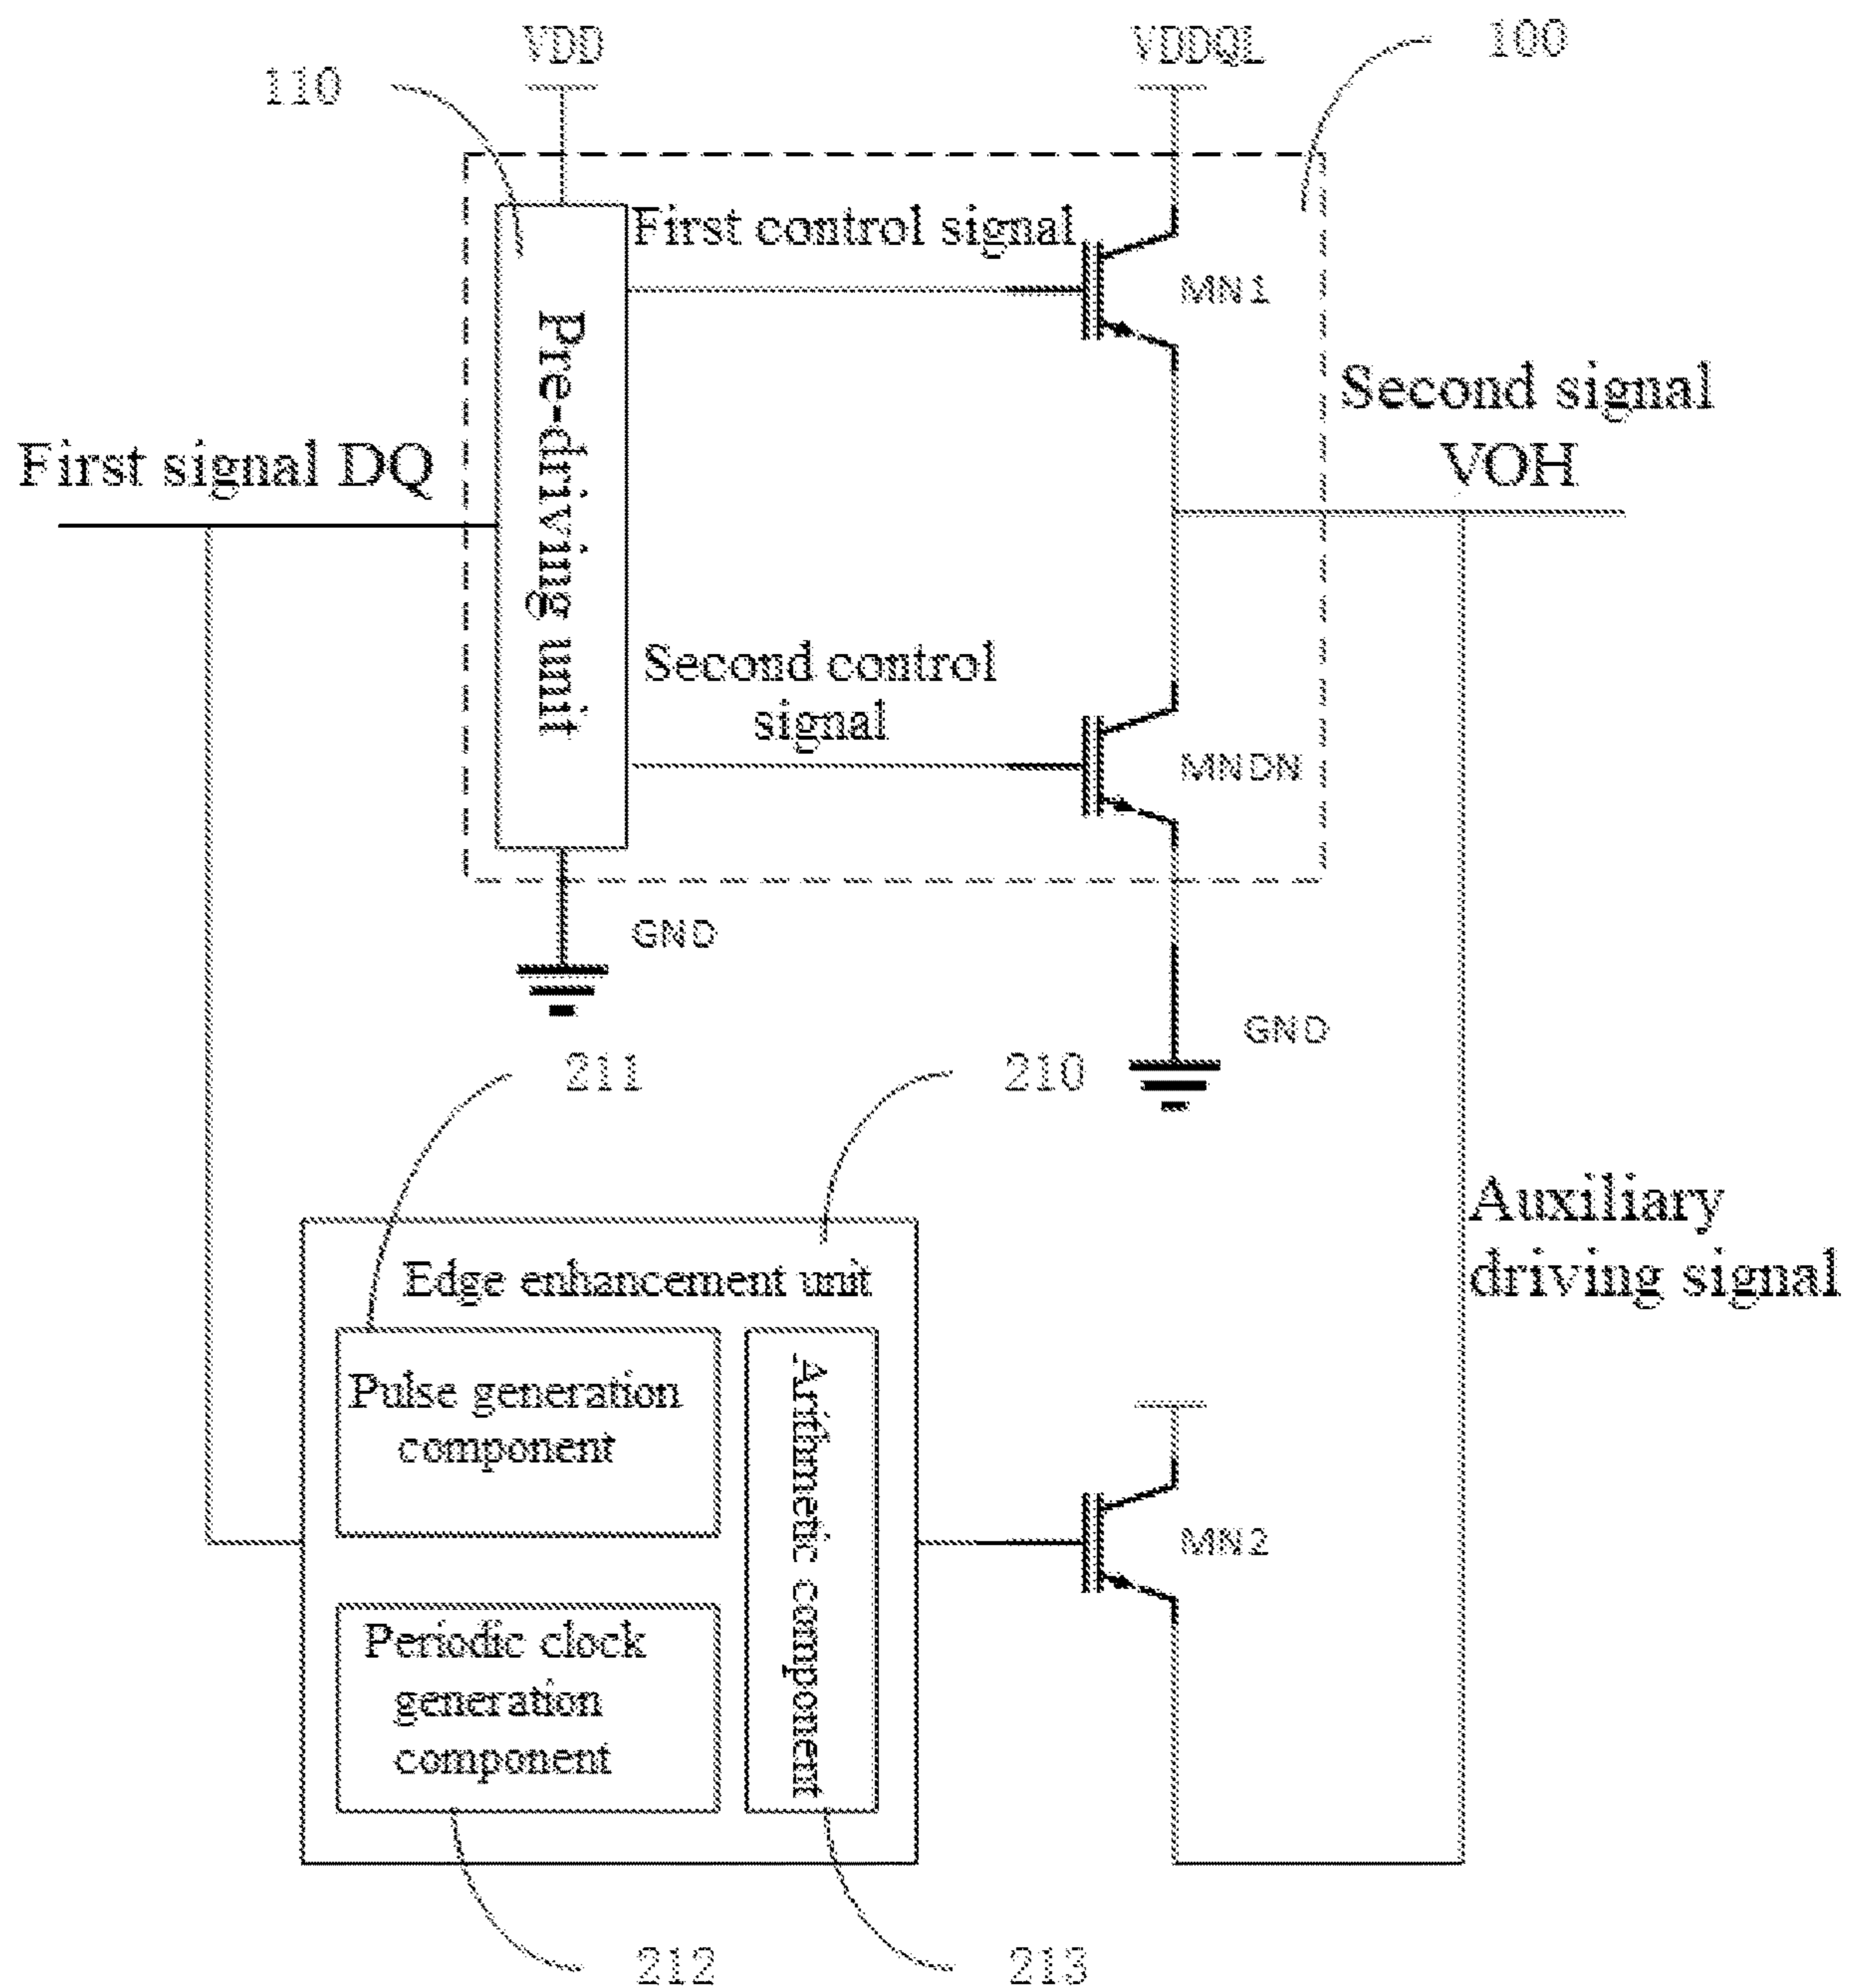 VDD
VDDQL
100
110
First control signal
MN1
Pre-driving unit
Second signal
VOH
First signal DQ
Second control
signal
MNDN
GND
GND
211
210
Auxiliary
driving signal
Edge enhancement unit
Pulse generation
component
Arithmetic component
MN2
Periodic clock
generation
component
212
213